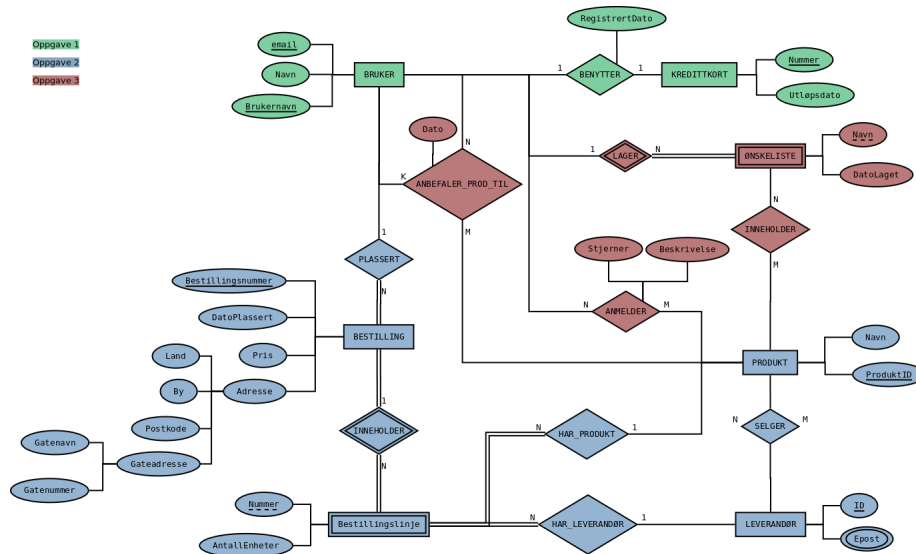 RegistrertDato
Oppgave 1
Oppgave 2
Oppgave 3
email
Navn
Brukernavn
BRUKER
1
BENYTTER
1
KREDITTKORT
Nummer
Utløpsdato
Dato
N
K
ANBEFALER_PROD_TIL
M
1
LAGER
N
ØNSKELISTE
Navn
DatoLaget
N
INNEHOLDER
M
1
PLASSERT
N
Stjerner
Beskrivelse
N
ANMELDER
M
Bestillingsnummer
DatoPlassert
BESTILLING
Pris
Land
By
Adresse
Postkode
Gatenavn
Gateadresse
Gatenummer
PRODUKT
Navn
ProduktID
1
INNEHOLDER
N
N
HAR_PRODUKT
1
N
SELGER
M
Nummer
AntallEnheter
Bestillingslinje
N
HAR_LEVERANDØR
1
LEVERANDØR
ID
Epost